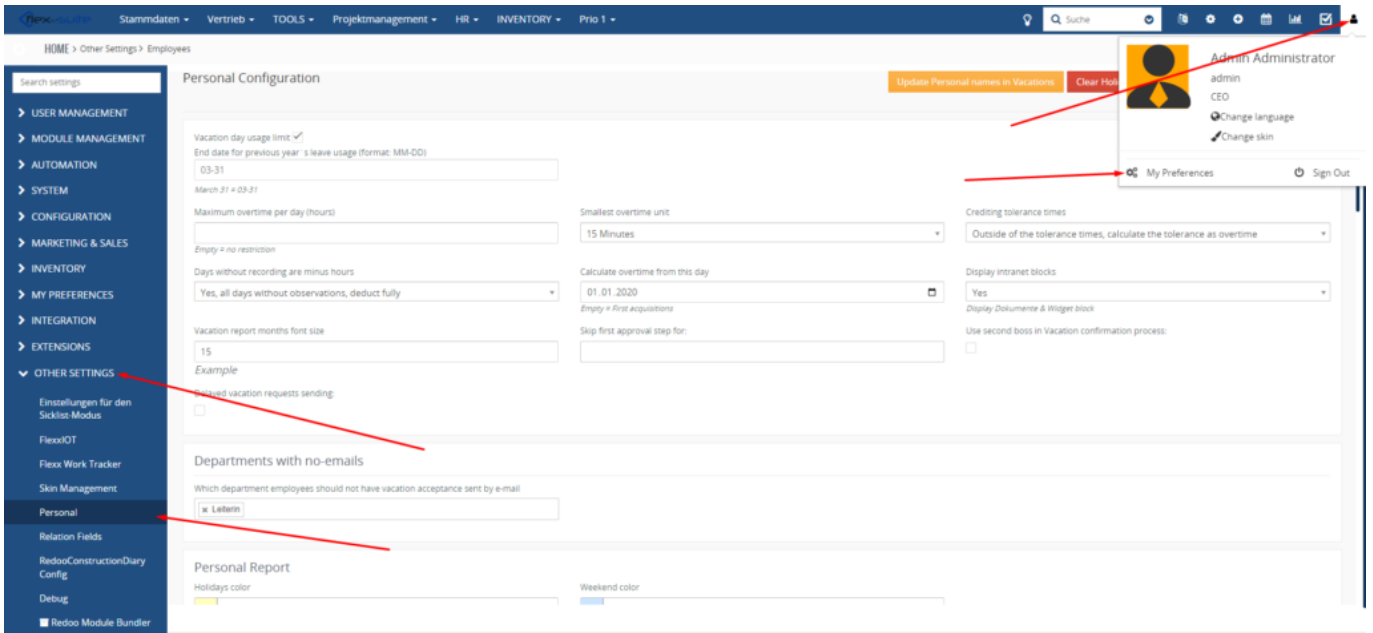 flex-suite Stammdaten Vertrieb TOOLS Projektmanagement HR INVENTORY Prio 1 Suche
HOME > Other Settings > Employees
Admin Administrator
admin
CEO
Change language
Change skin
My Preferences Sign Out
Search settings
USER MANAGEMENT
MODULE MANAGEMENT
AUTOMATION
SYSTEM
CONFIGURATION
MARKETING & SALES
INVENTORY
MY PREFERENCES
INTEGRATION
EXTENSIONS
OTHER SETTINGS
Einstellungen für den
Sicklist-Modus
FlexxIOT
Flexx Work Tracker
Skin Management
Personal
Relation Fields
RedooConstructionDiary
Config
Debug
Redoo Module Bundler
Personal Configuration Update Personal names in Vacations Clear Holi
Vacation day usage limit
End date for previous year`s leave usage (format: MM-DD)
03-31
March 31 = 03-31
Maximum overtime per day (hours) Smallest overtime unit Crediting tolerance times
15 Minutes Outside of the tolerance times, calculate the tolerance as overtime
Empty = no restriction
Days without recording are minus hours Calculate overtime from this day Display intranet blocks
Yes, all days without observations, deduct fully 01.01.2020 Yes
Empty = First acquisitions Display Dokumente & Widget block
Vacation report months font size Skip first approval step for: Use second boss in Vacation confirmation process:
15
Example
Delayed vacation requests sending:
Departments with no-emails
Which department employees should not have vacation acceptance sent by e-mail
x Leferin
Personal Report
Holidays color Weekend color